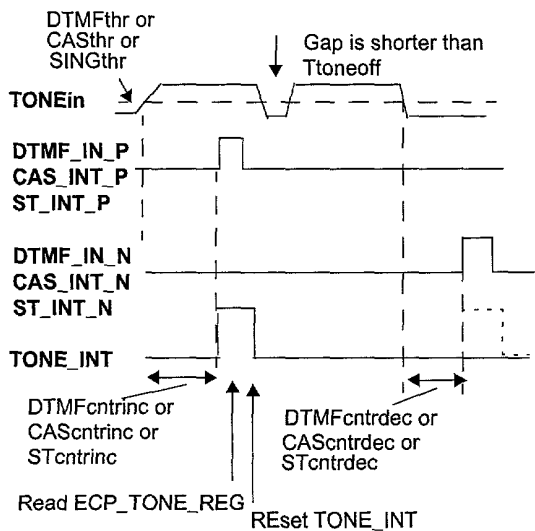 DTMFthr or
CASthr or
SINGthr
Gap is shorter than
Ttoneoff
TONEin
DTMF_IN_P
CAS_INT_P
ST_INT_P
DTMF_IN_N
CAS_INT_N
ST_INT_N
TONE_INT
DTMFcntrinc or
CAScntrinc or
STcntrinc
DTMFcntrdec or
CAScntrdec or
STcntrdec
Read ECP_TONE_REG
REset TONE_INT